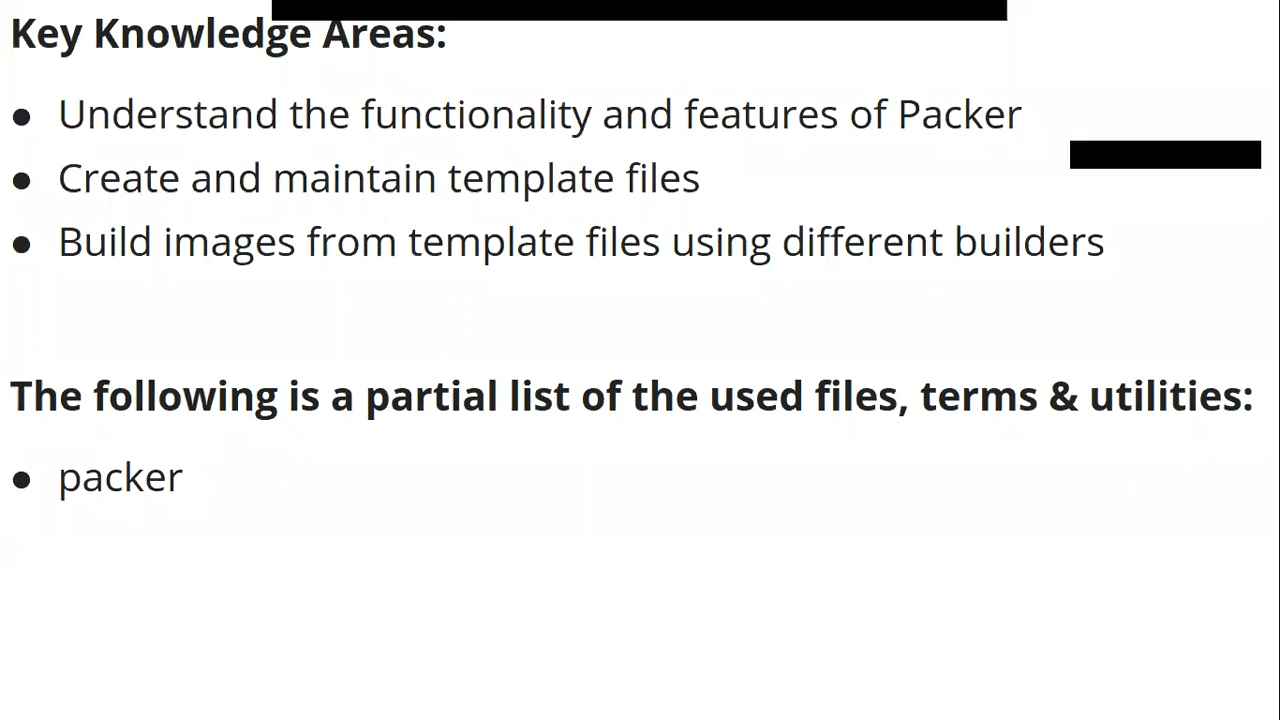 Key Knowledge Areas:
● Understand the functionality and features of Packer
● Create and maintain template files
● Build images from template files using different builders
The following is a partial list of the used files, terms & utilities:
● packer